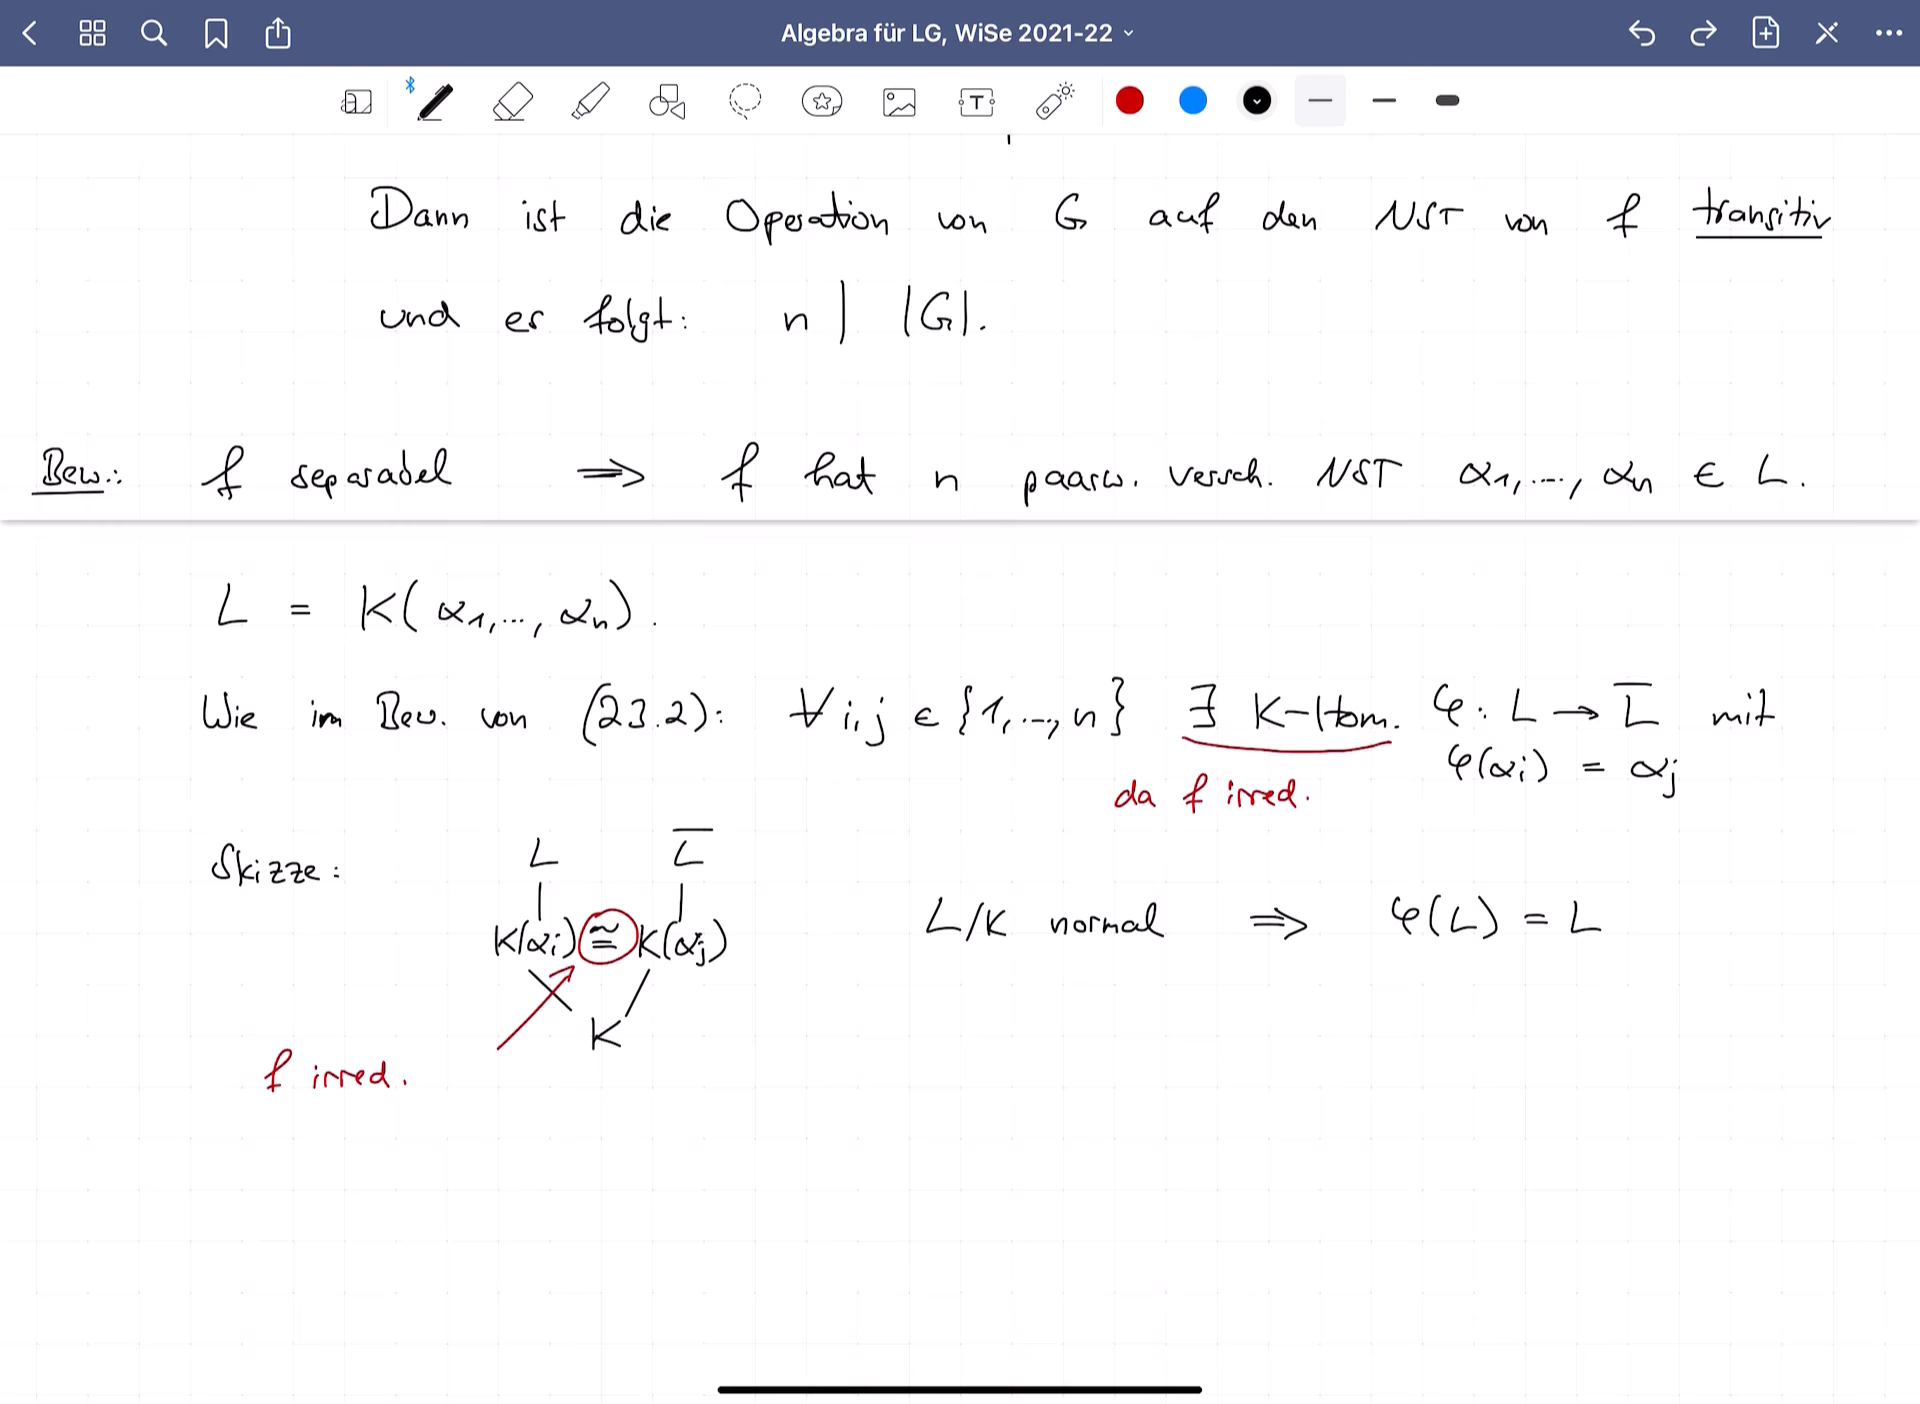 Algebra für LG, WiSe 2021-22
Dann ist die Operation von G auf den NST von f transitiv
und es folgt: n | |G|.
Bew.: f separabel ⇒ f hat n paarw. versch. NST α₁,..., αₙ ∈ L.
L = K(α₁,..., αₙ).
Wie im Bew. von (23.2): ∀ i,j ∈ {1,..., n} ∃ K-Hom. φ: L → L̅ mit
φ(αᵢ) = αⱼ
da f irred.
Skizze:
L L̅
K(αᵢ) ≅ K(αⱼ)
K
L/K normal ⇒ φ(L) = L
f irred.